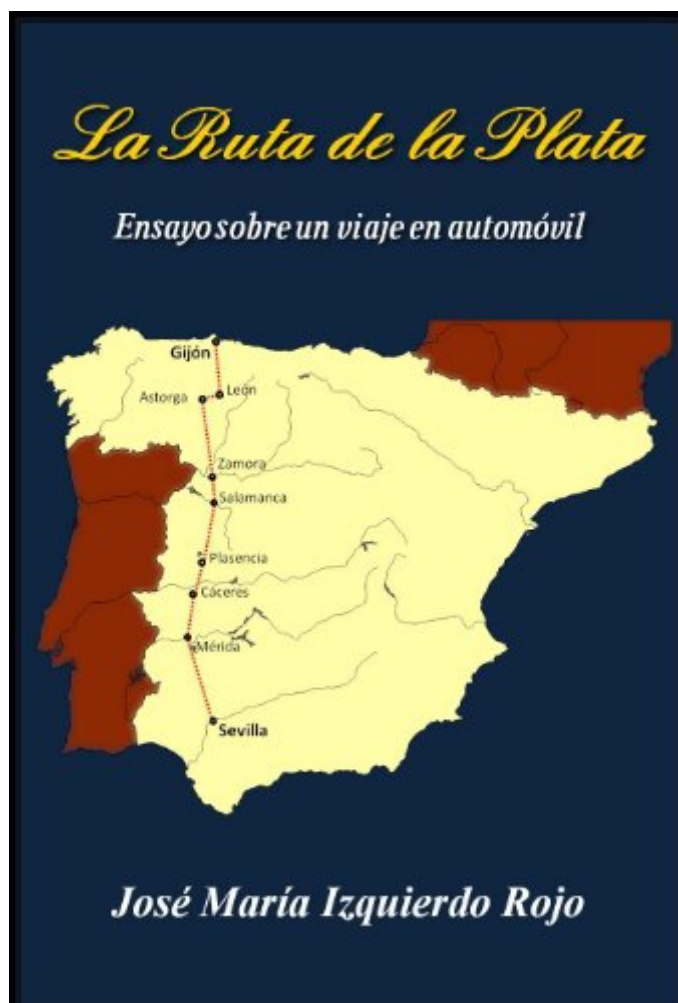 La Ruta de la Plata
Ensayo sobre un viaje en automóvil
Gijón
León
Astorga
Zamora
Salamanca
Plasencia
Cáceres
Mérida
Sevilla
José María Izquierdo Rojo